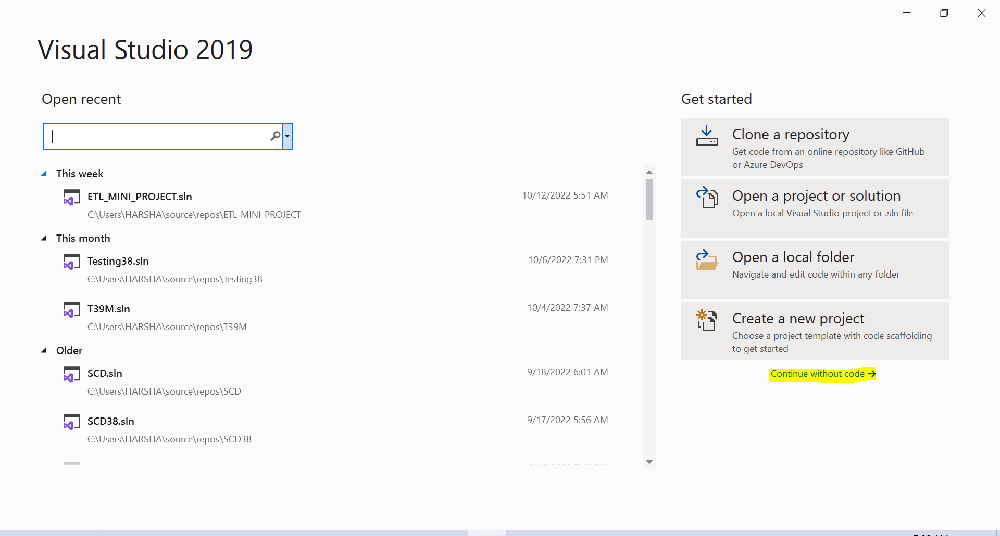 Visual Studio 2019
Open recent
This week
ETL_MINI_PROJECT.sln
10/12/2022 5:51 AM
C:\Users\HARSHA\source\repos\ETL_MINI_PROJECT
This month
Testing38.sln
10/6/2022 7:31 PM
C:\Users\HARSHA\source\repos\Testing38
T39M.sln
10/4/2022 7:37 AM
C:\Users\HARSHA\source\repos\T39M
Older
SCD.sln
9/18/2022 6:01 AM
C:\Users\HARSHA\source\repos\SCD
SCD38.sln
9/17/2022 5:56 AM
C:\Users\HARSHA\source\repos\SCD38
Get started
Clone a repository
Get code from an online repository like GitHub
or Azure DevOps
Open a project or solution
Open a local Visual Studio project or .sln file
Open a local folder
Navigate and edit code within any folder
Create a new project
Choose a project template with code scaffolding
to get started
Continue without code →